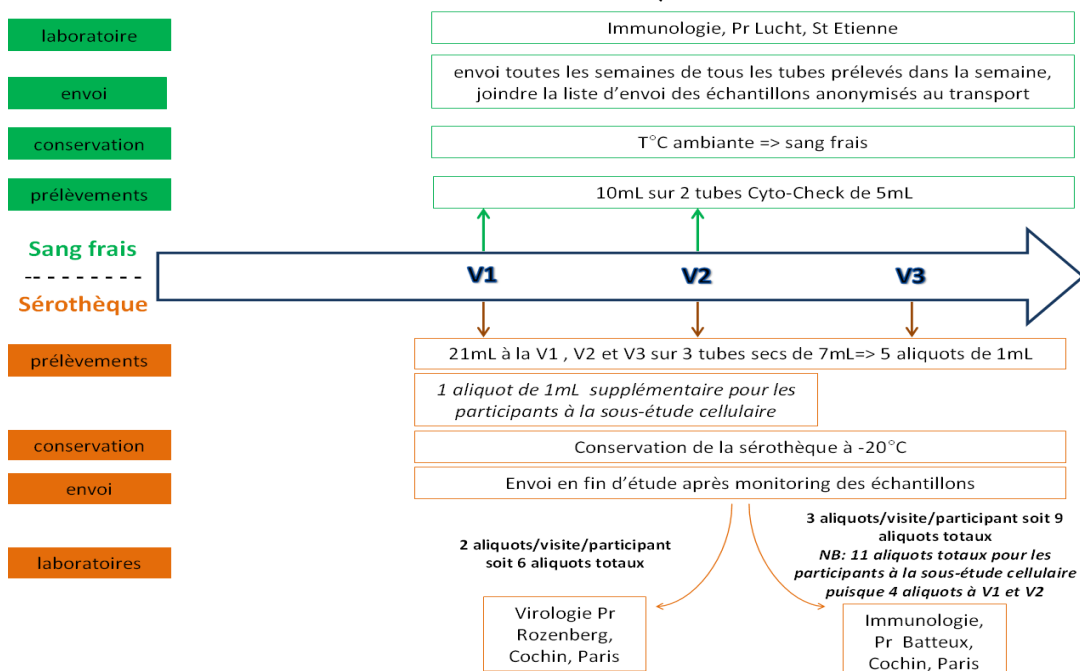 laboratoire
Immunologie, Pr Lucht, St Etienne
envoi
envoi toutes les semaines de tous les tubes prélevés dans la semaine,
joindre la liste d'envoi des échantillons anonymisés au transport
conservation
T°C ambiante => sang frais
prélèvements
10mL sur 2 tubes Cyto-Check de 5mL
Sang frais
--------
Sérothèque
V1
V2
V3
prélèvements
21mL à la V1 , V2 et V3 sur 3 tubes secs de 7mL=> 5 aliquots de 1mL
1 aliquot de 1mL supplémentaire pour les
participants à la sous-étude cellulaire
conservation
Conservation de la sérothèque à -20°C
envoi
Envoi en fin d'étude après monitoring des échantillons
laboratoires
2 aliquots/visite/participant
soit 6 aliquots totaux
3 aliquots/visite/participant soit 9
aliquots totaux
NB: 11 aliquots totaux pour les
participants à la sous-étude cellulaire
puisque 4 aliquots à V1 et V2
Virologie Pr
Rozenberg,
Cochin, Paris
Immunologie,
Pr Batteux,
Cochin, Paris